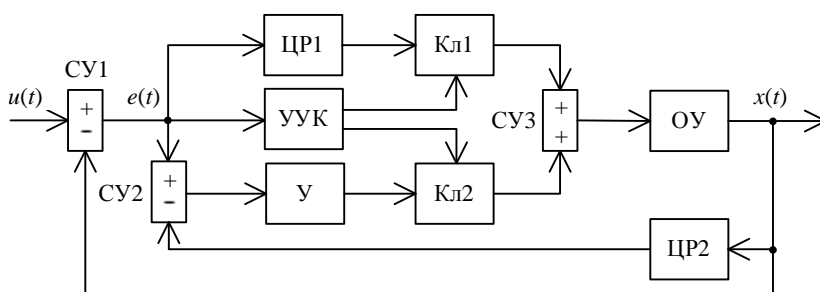 ЦР1
Кл1
СУ1
u(t)
+
-
e(t)
УУК
СУ3
+
+
ОУ
x(t)
СУ2
+
-
У
Кл2
ЦР2